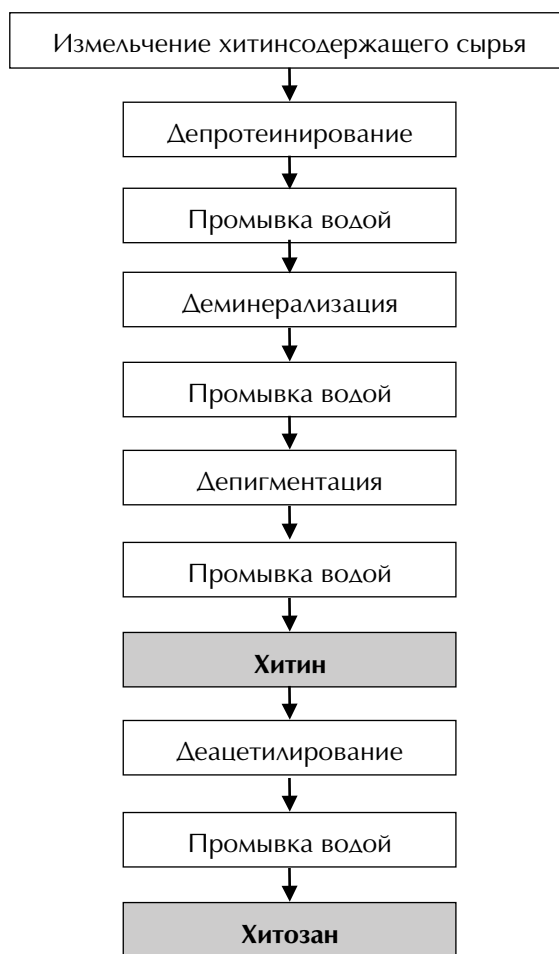 Измельчение хитинсодержащего сырья
Депротеинирование
Промывка водой
Деминерализация
Промывка водой
Депигментация
Промывка водой
Хитин
Деацетилирование
Промывка водой
Хитозан